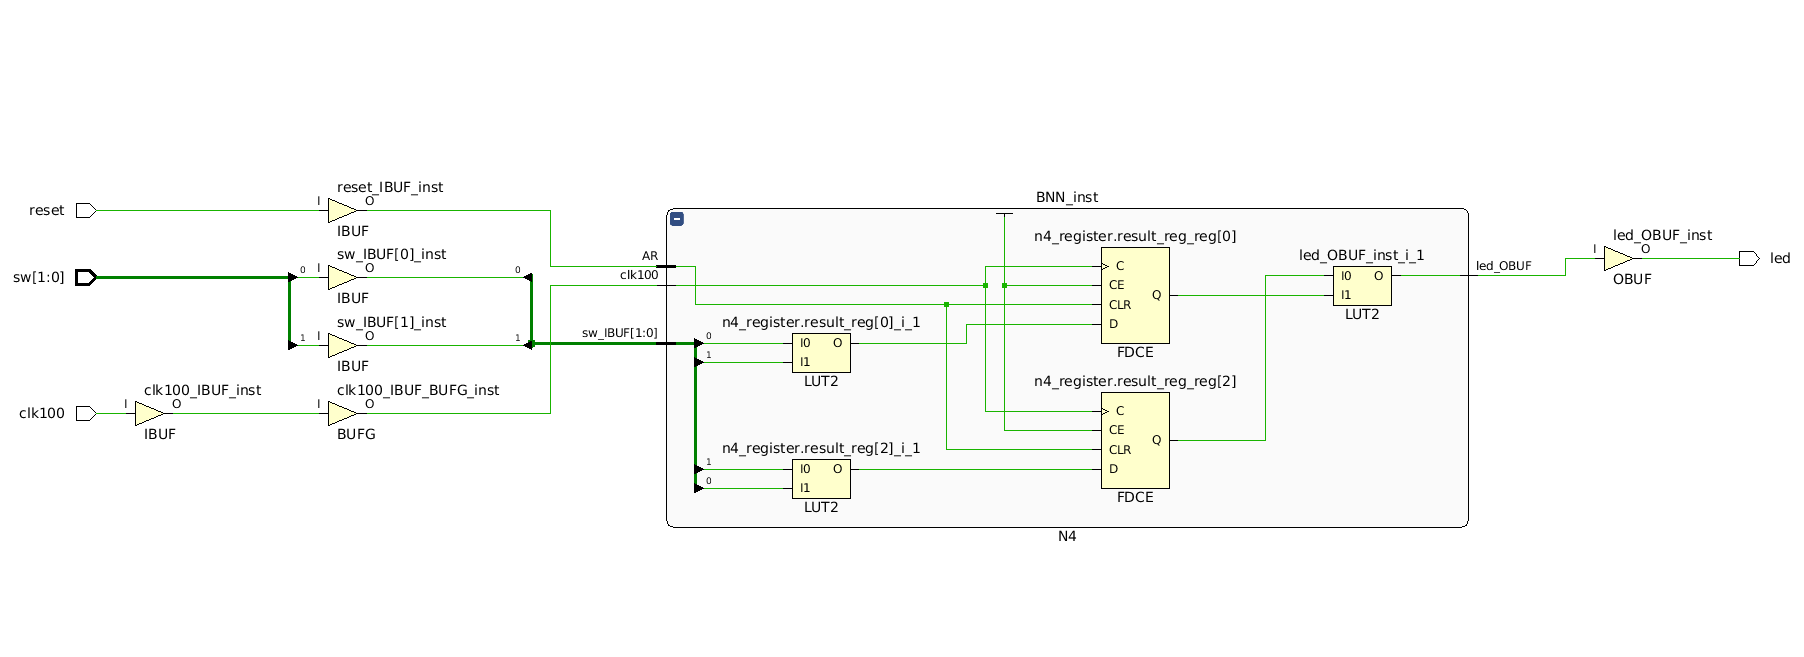 reset
I
reset_IBUF_inst
O
IBUF
sw[1:0]
0
I
sw_IBUF[0]_inst
O
IBUF
0
1
I
sw_IBUF[1]_inst
O
IBUF
1
clk100
I
clk100_IBUF_inst
O
IBUF
I
clk100_IBUF_BUFG_inst
O
BUFG
BNN_inst
AR
clk100
sw_IBUF[1:0]
0
1
n4_register.result_reg[0]_i_1
I0 O
I1
LUT2
1
0
n4_register.result_reg[2]_i_1
I0 O
I1
LUT2
n4_register.result_reg_reg[0]
C
CE
CLR
D
Q
FDCE
n4_register.result_reg_reg[2]
C
CE
CLR
D
Q
FDCE
led_OBUF_inst_i_1
I0 O
I1
LUT2
led_OBUF
N4
I
led_OBUF_inst
O
OBUF
led